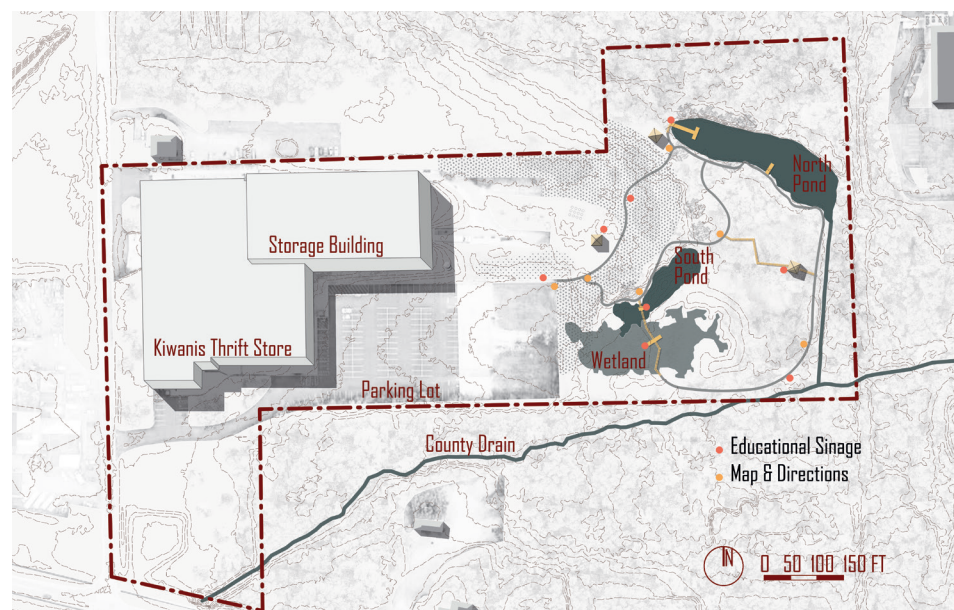 North
Pond
Storage Building
South
Pond
Kiwanis Thrift Store
Wetland
Parking Lot
County Drain
Educational Sinage
Map & Directions
N
0 50 100 150 FT